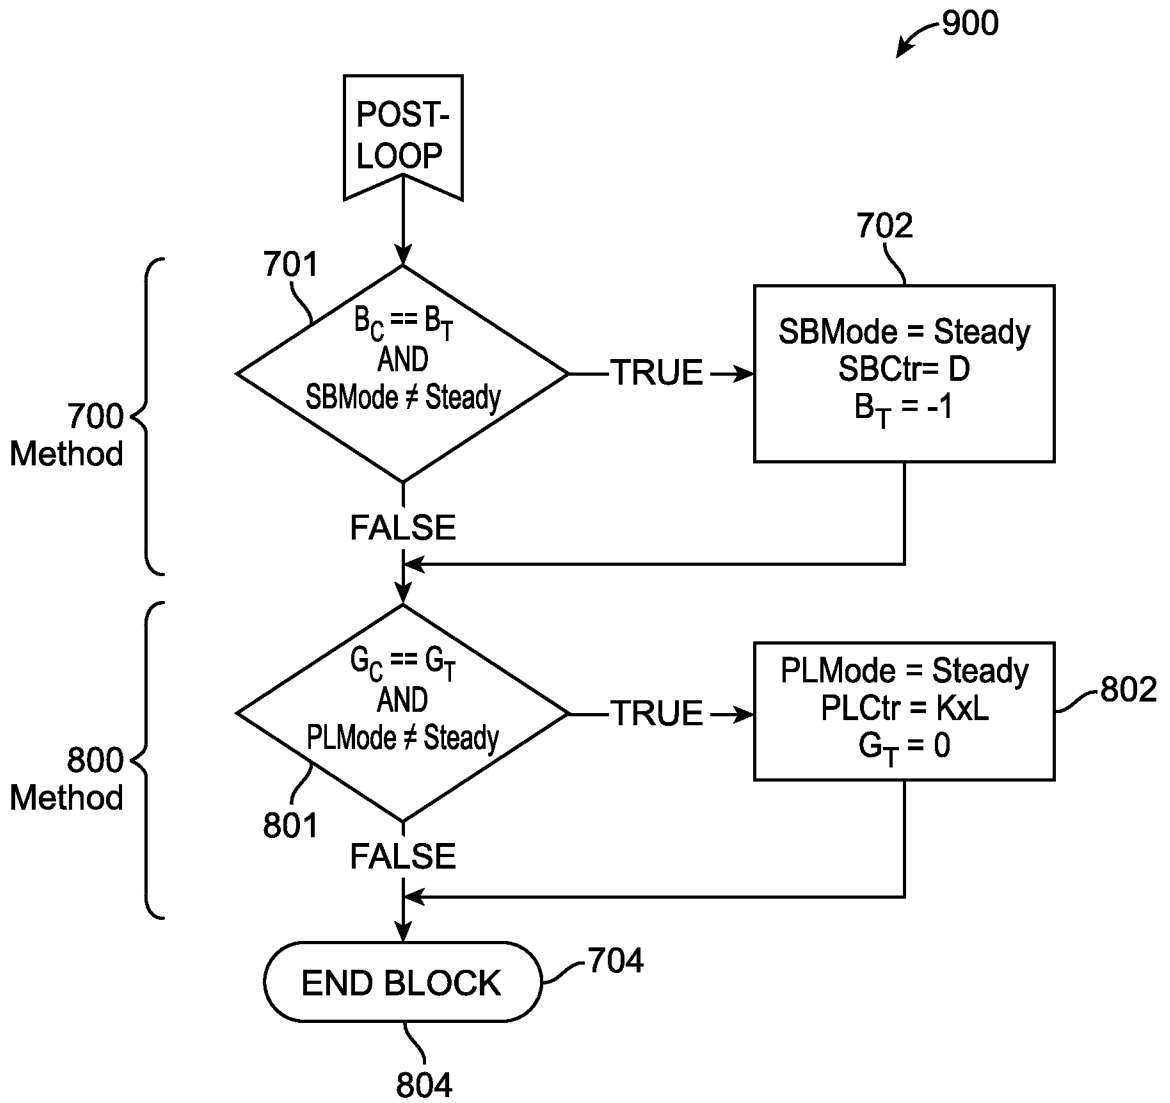 900
POST-
LOOP
702
701
B_C == B_T
AND
SBMode ≠ Steady
TRUE
SBMode = Steady
SBCtr= D
B_T = -1
700
Method
FALSE
G_C == G_T
AND
PLMode ≠ Steady
TRUE
PLMode = Steady
PLCtr = KxL
G_T = 0
802
800
Method
801
FALSE
END BLOCK
704
804